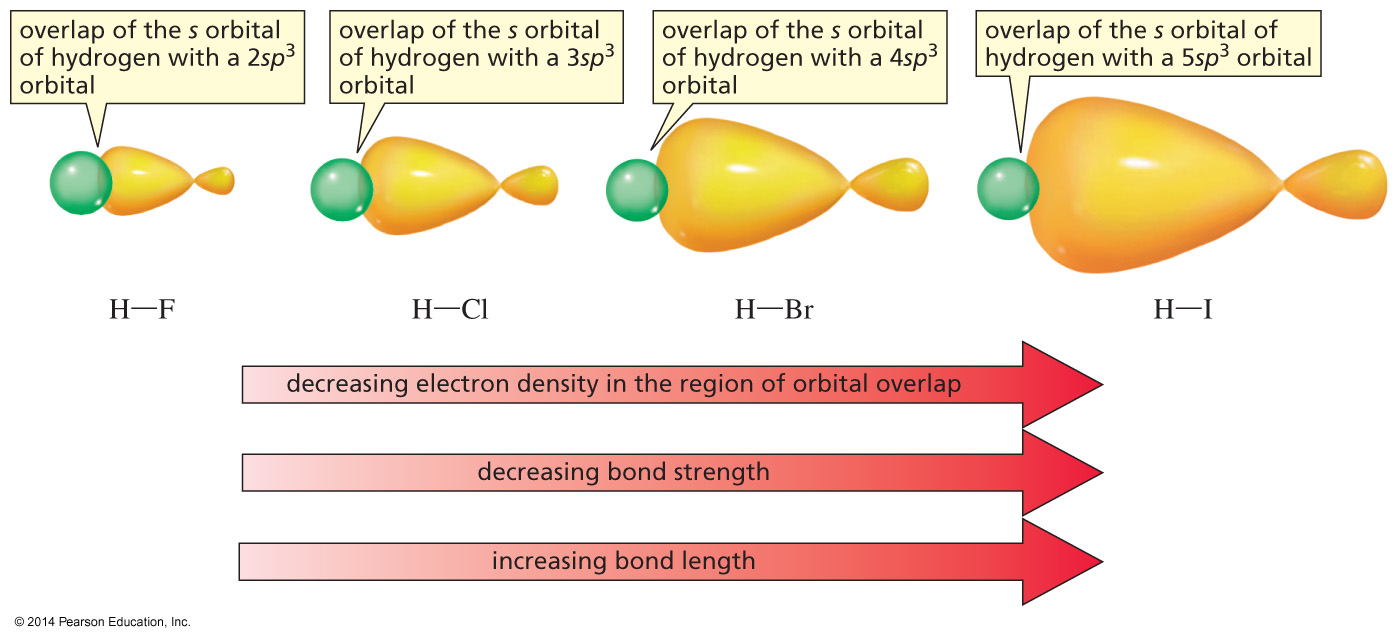 overlap of the s orbital
of hydrogen with a 2sp³
orbital
overlap of the s orbital
of hydrogen with a 3sp³
orbital
overlap of the s orbital
of hydrogen with a 4sp³
orbital
overlap of the s orbital of
hydrogen with a 5sp³ orbital
H—F
H—Cl
H—Br
H—I
decreasing electron density in the region of orbital overlap
decreasing bond strength
increasing bond length
© 2014 Pearson Education, Inc.